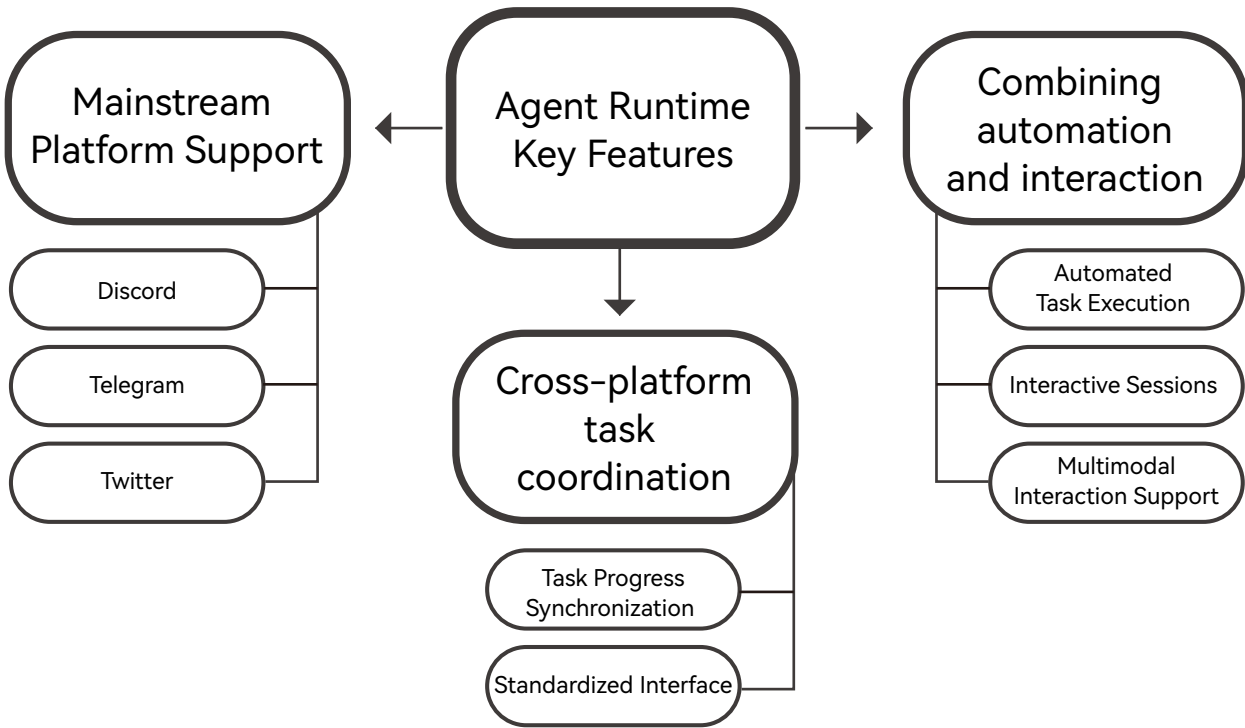 Mainstream
Platform Support
Discord
Telegram
Twitter
Agent Runtime
Key Features
Cross-platform
task
coordination
Task Progress
Synchronization
Standardized Interface
Combining
automation
and interaction
Automated
Task Execution
Interactive Sessions
Multimodal
Interaction Support